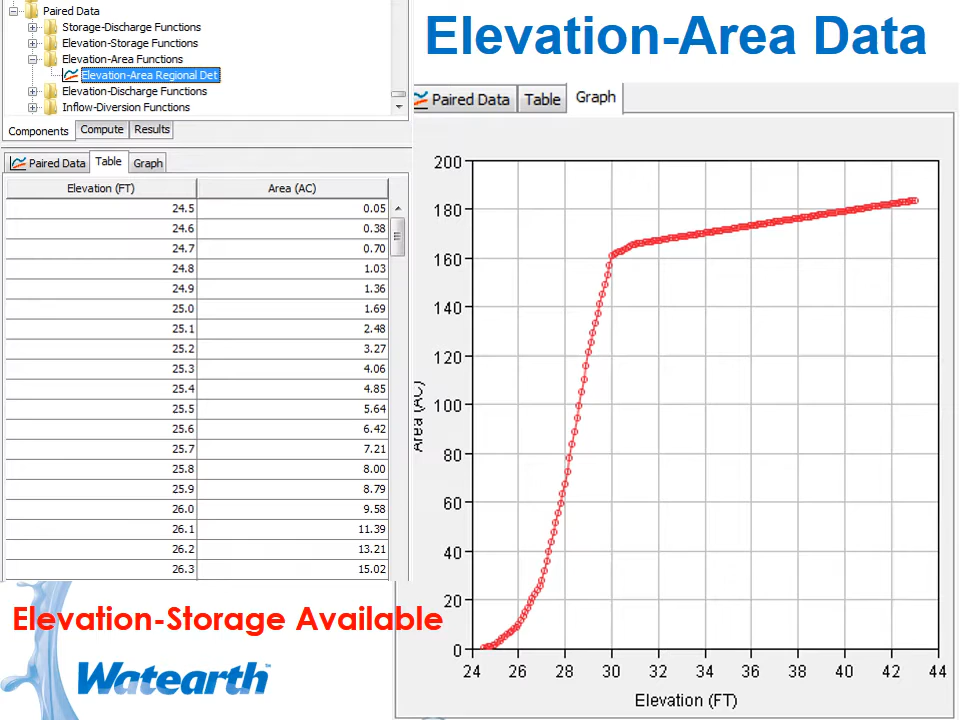 Paired Data
Storage-Discharge Functions
Elevation-Storage Functions
Elevation-Area Functions
Elevation-Area Regional Det
Elevation-Discharge Functions
Inflow-Diversion Functions
Components Compute Results
Paired Data Table Graph
Elevation (FT) Area (AC)
24.5 0.05
24.6 0.38
24.7 0.70
24.8 1.03
24.9 1.36
25.0 1.69
25.1 2.48
25.2 3.27
25.3 4.06
25.4 4.85
25.5 5.64
25.6 6.42
25.7 7.21
25.8 8.00
25.9 8.79
26.0 9.58
26.1 11.39
26.2 13.21
26.3 15.02
Elevation-Storage Available
Watearth™
Elevation-Area Data
Paired Data Table Graph
200
180
160
140
120
100
80
60
40
20
0
Area (AC)
24 26 28 30 32 34 36 38 40 42 44
Elevation (FT)